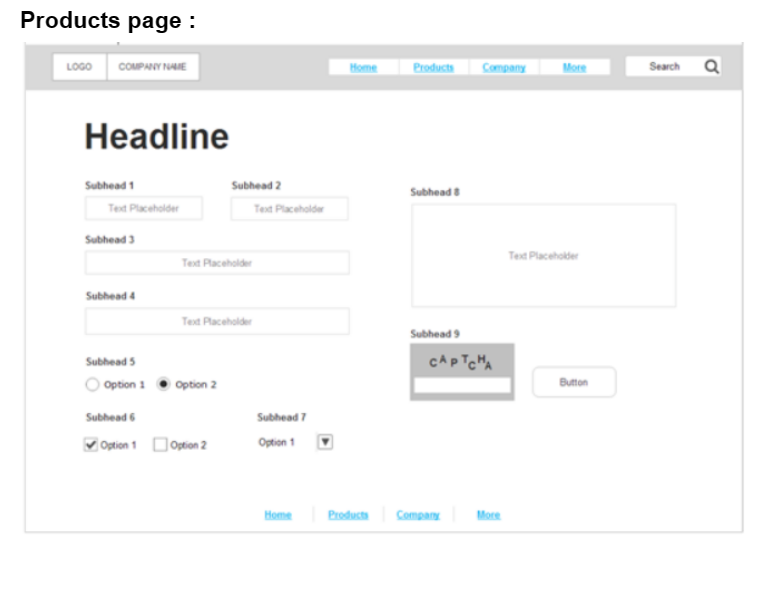 Products page :
LOGO COMPANY NAME Home Products Company More Search
Headline
Subhead 1 Subhead 2
Text Placeholder Text Placeholder
Subhead 3
Text Placeholder
Subhead 4
Text Placeholder
Subhead 5
Option 1 Option 2
Subhead 6 Subhead 7
Option 1 Option 2 Option 1
Subhead 8
Text Placeholder
Subhead 9
CAPTCHA
Button
Home Products Company More